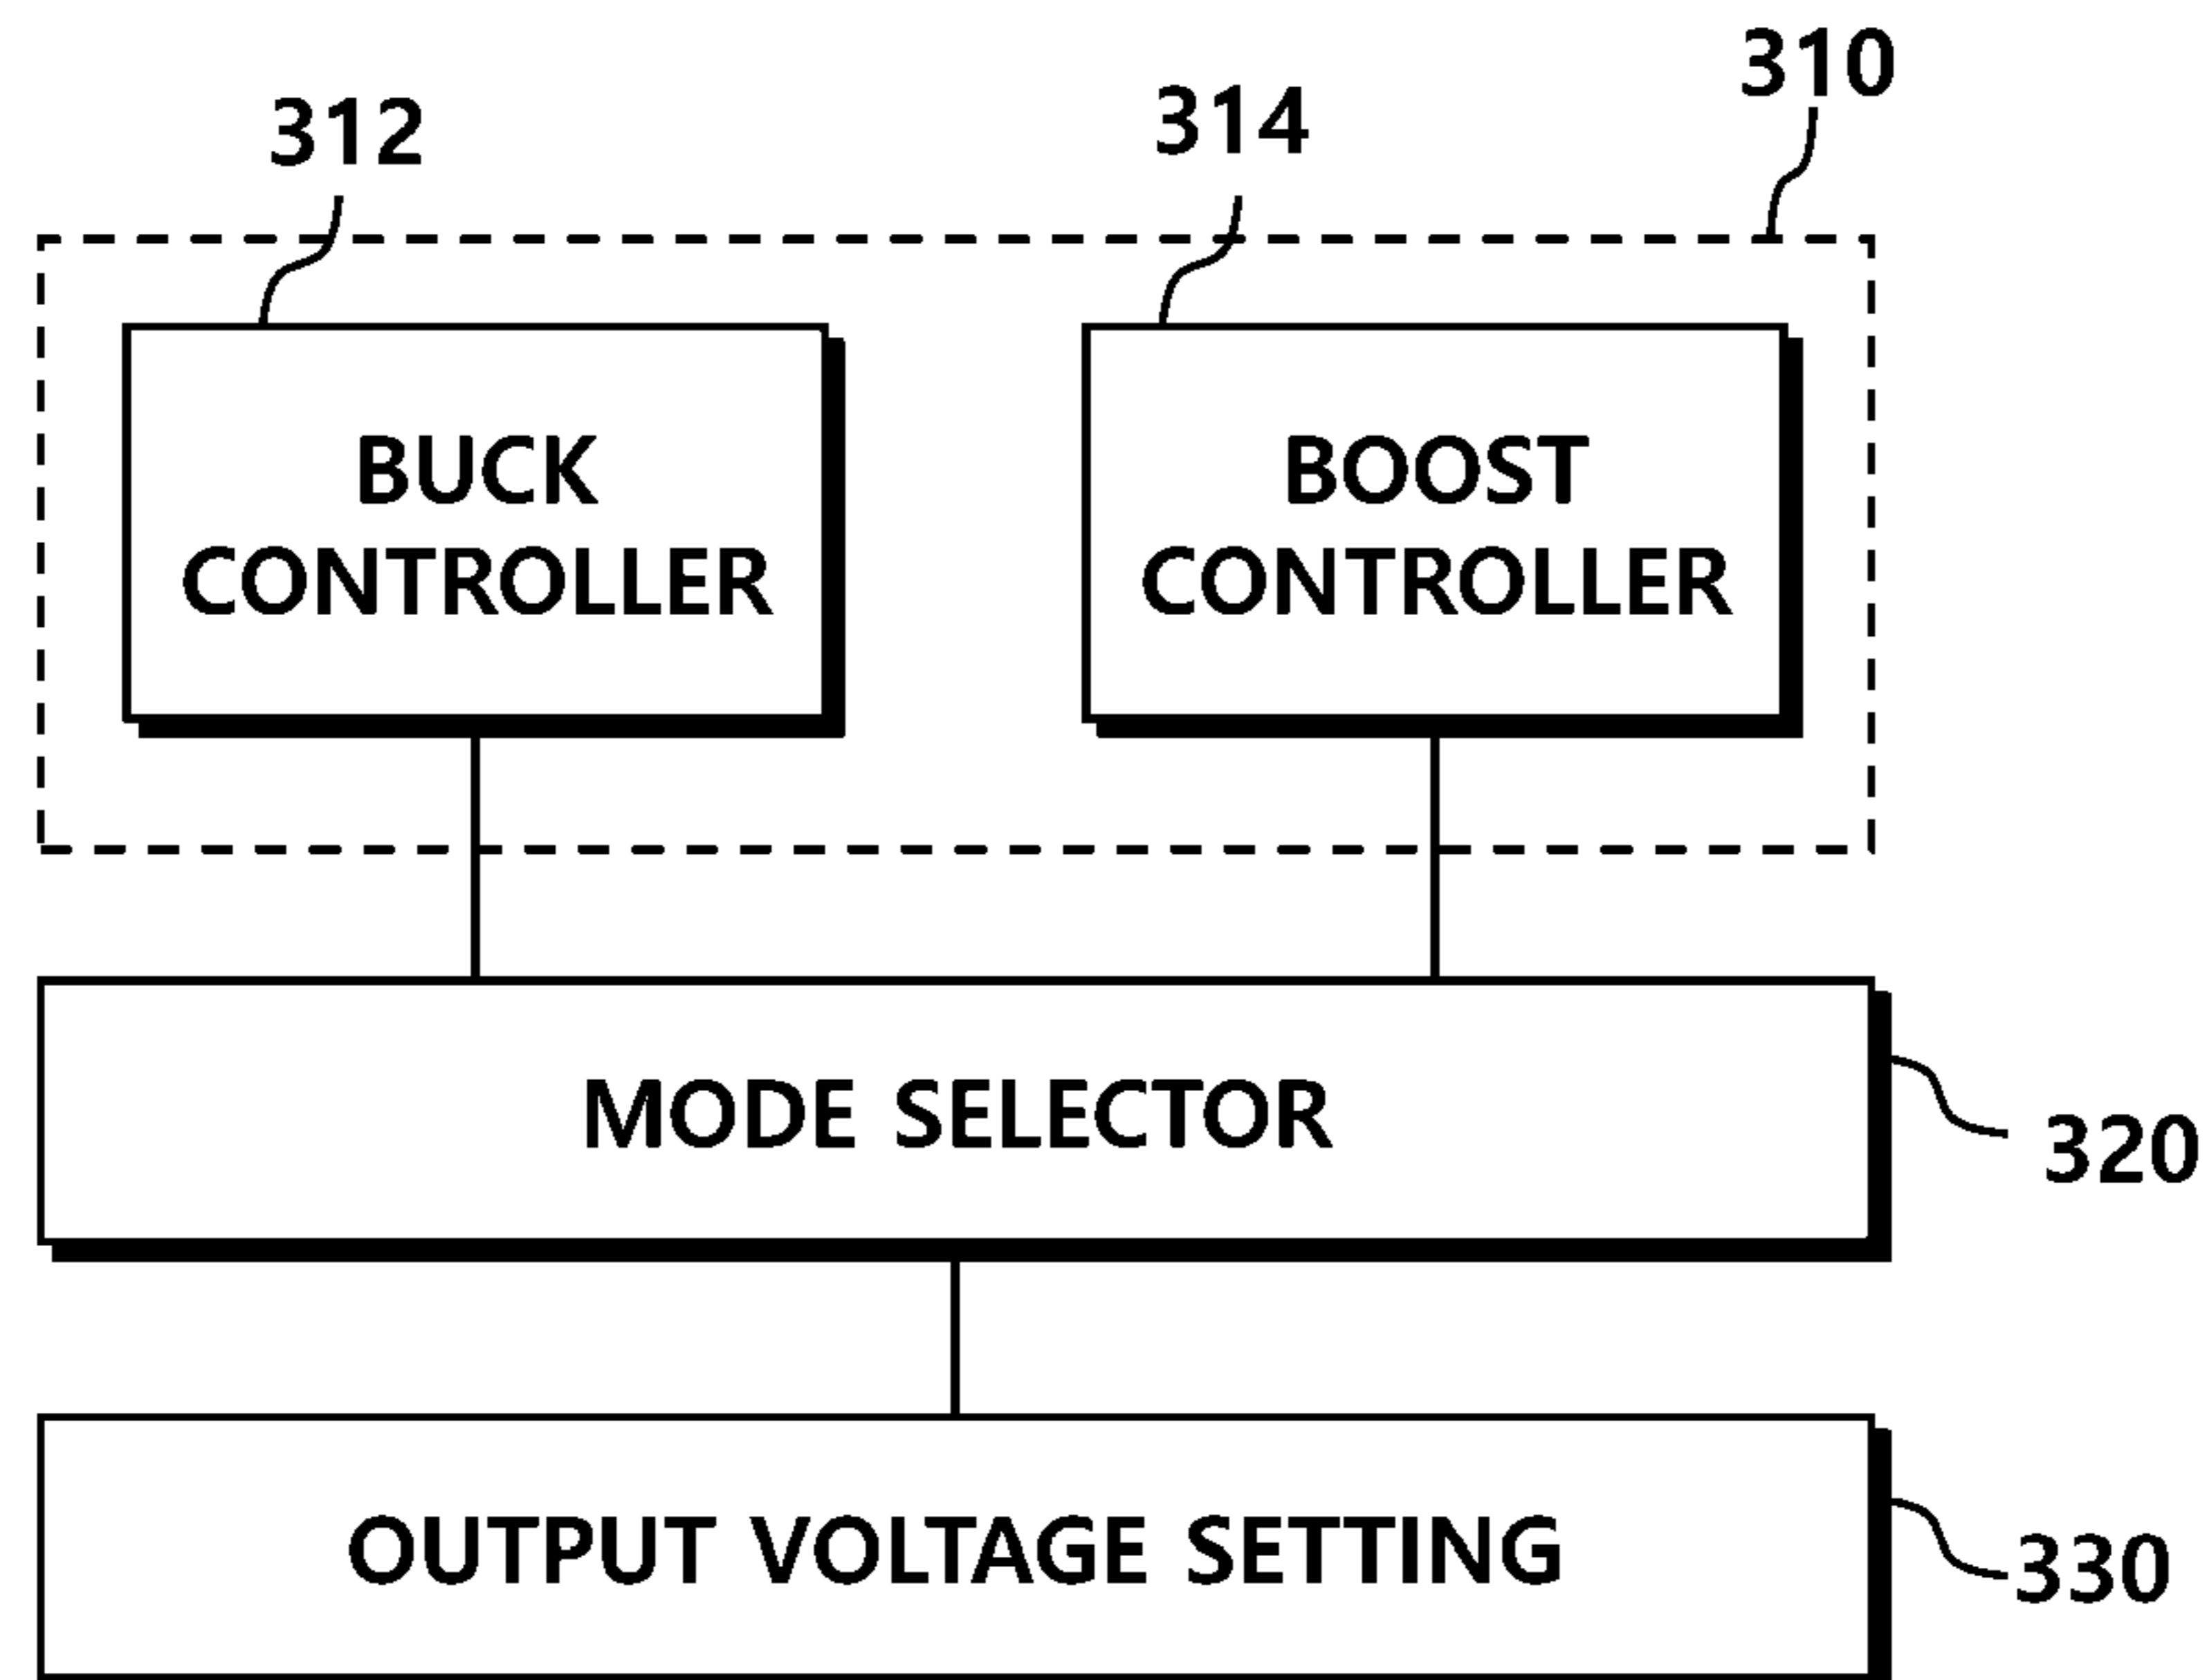 310
312
314
BUCK
CONTROLLER
BOOST
CONTROLLER
MODE SELECTOR
320
OUTPUT VOLTAGE SETTING
330